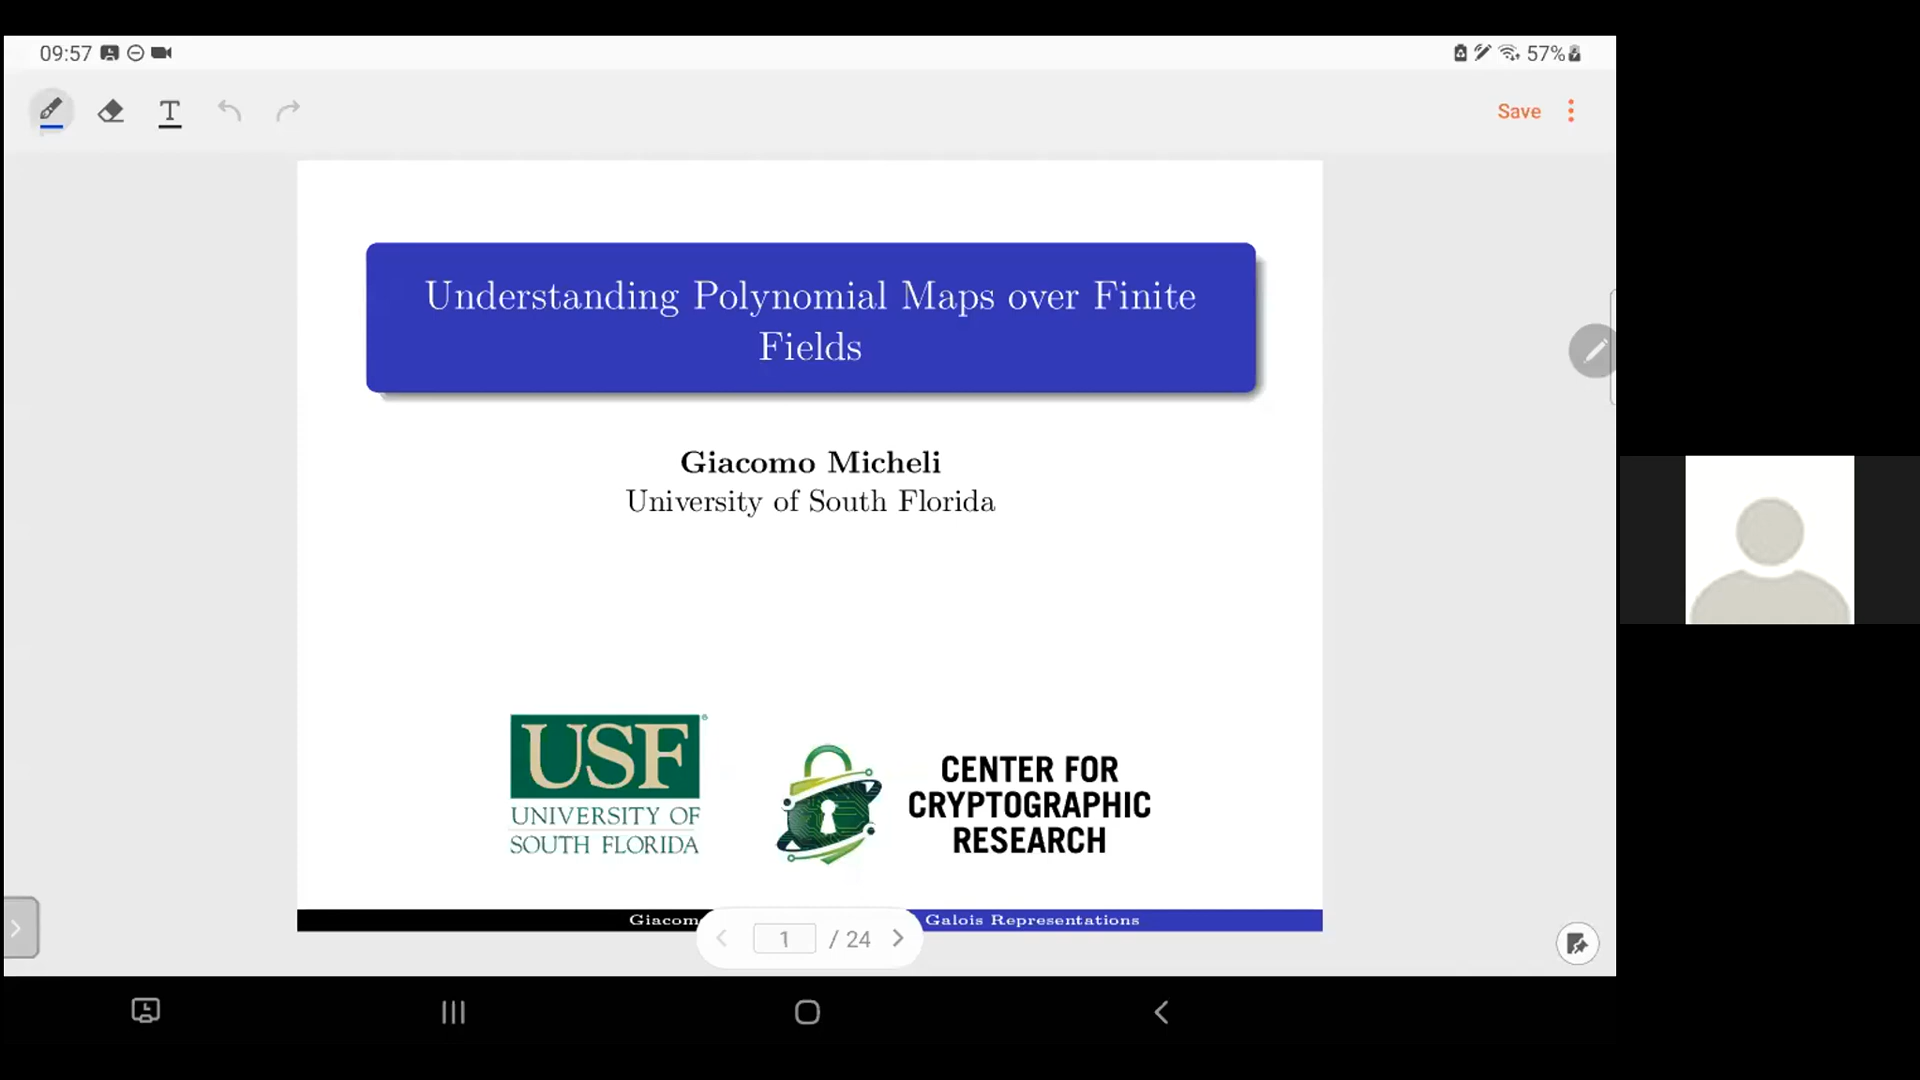 09:57
57%
T
Save
Understanding Polynomial Maps over Finite
Fields
Giacomo Micheli
University of South Florida
USF
UNIVERSITY OF
SOUTH FLORIDA
CENTER FOR
CRYPTOGRAPHIC
RESEARCH
Galois Representations
1 / 24